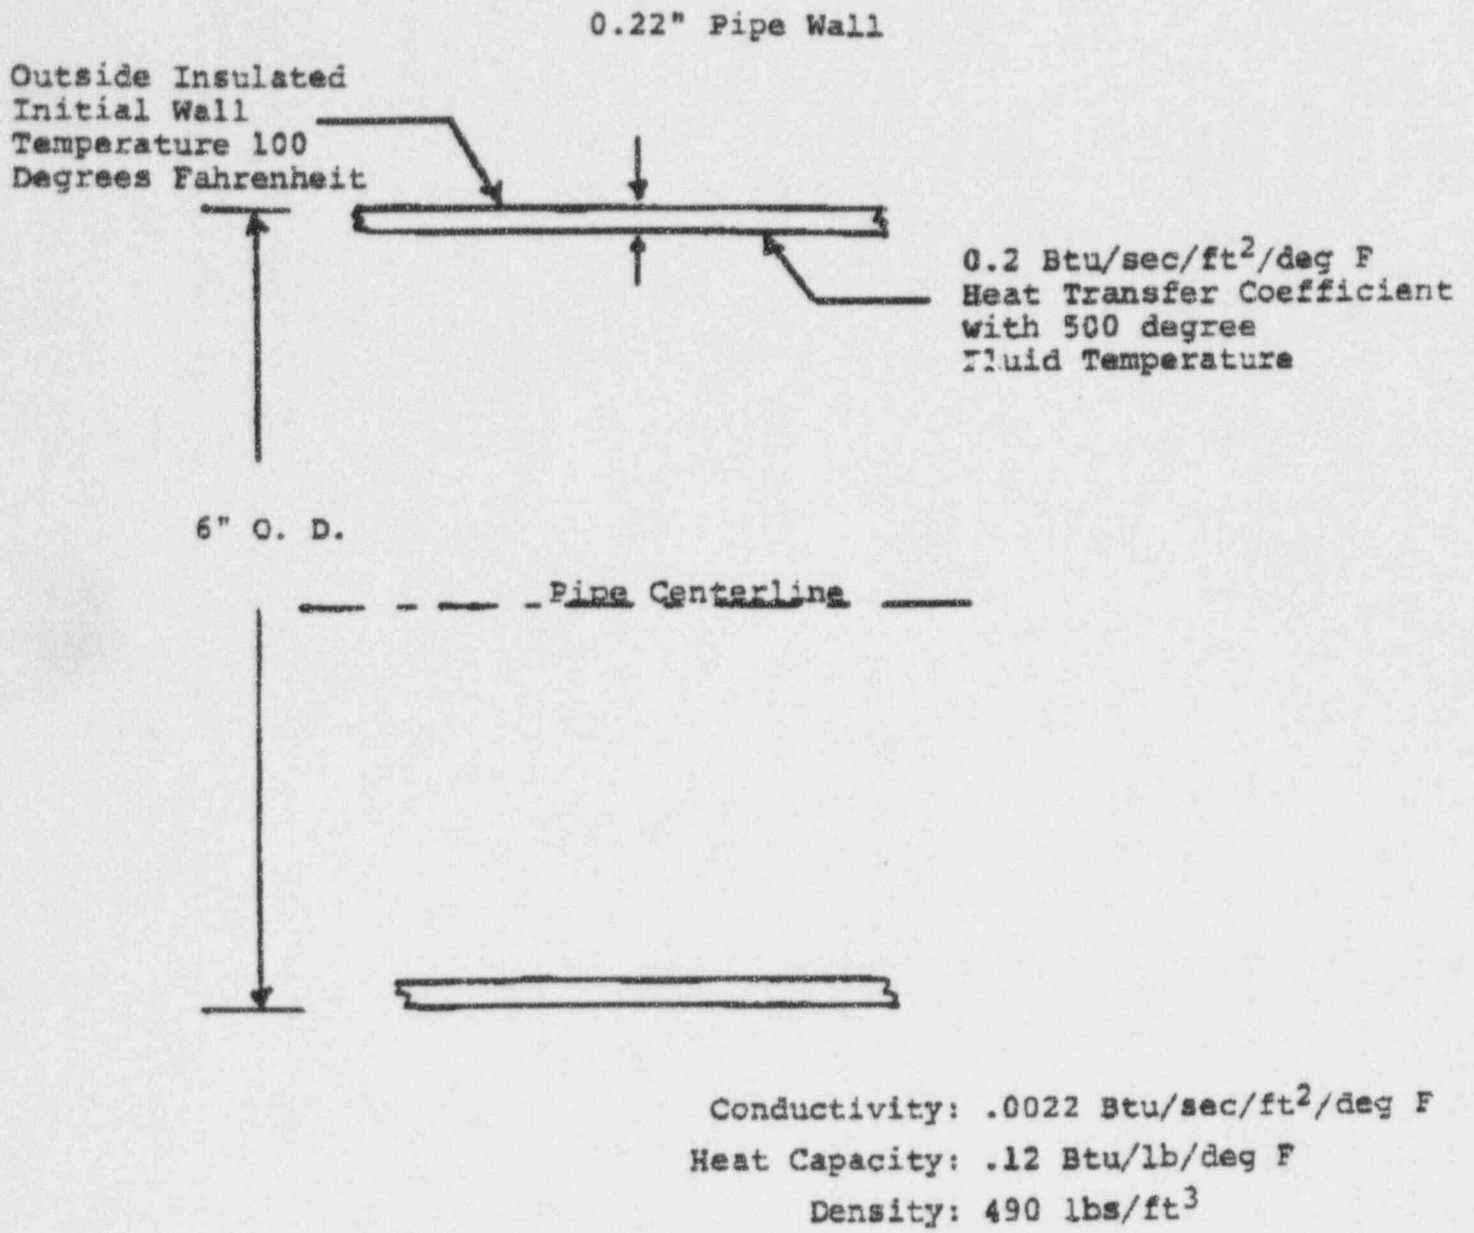 0.22" Pipe Wall
Outside Insulated
Initial Wall
Temperature 100
Degrees Fahrenheit
0.2 Btu/sec/ft²/deg F
Heat Transfer Coefficient
with 500 degree
Fluid Temperature
6" O. D.
Pipe Centerline
Conductivity: .0022 Btu/sec/ft²/deg F
Heat Capacity: .12 Btu/lb/deg F
Density: 490 lbs/ft³